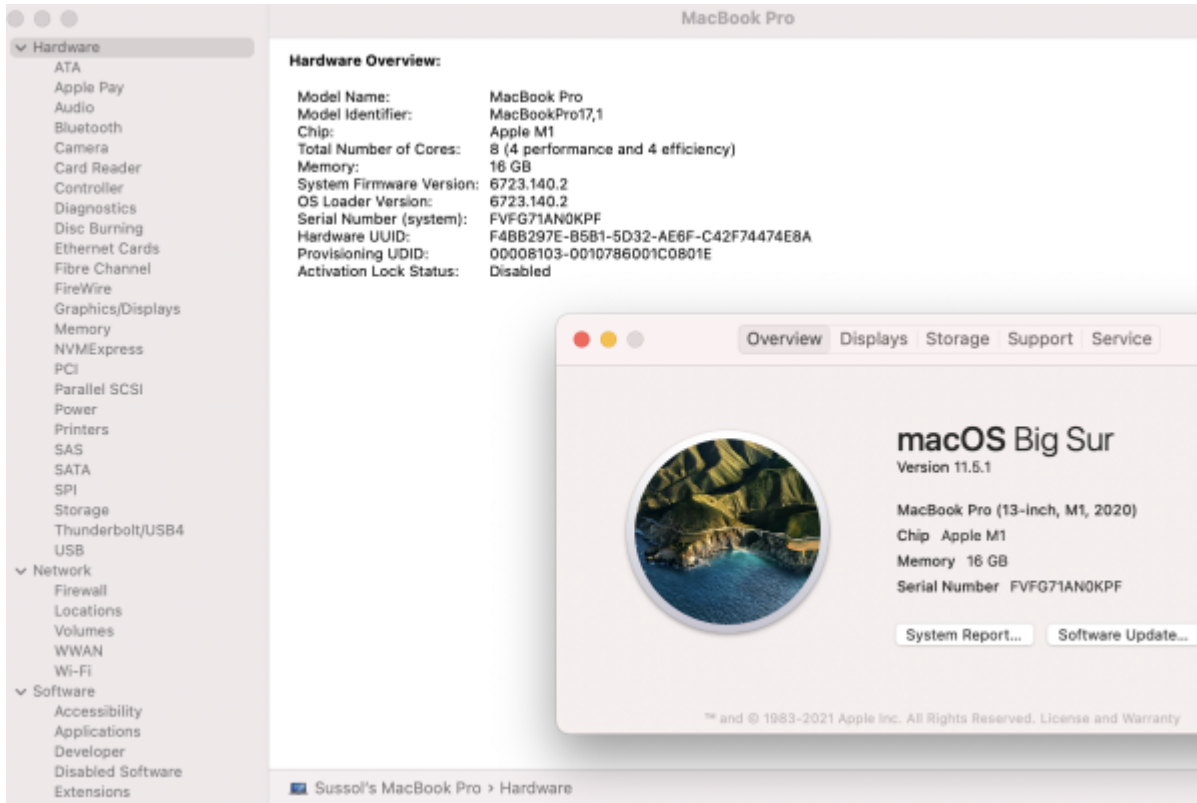 MacBook Pro
Hardware
ATA
Apple Pay
Audio
Bluetooth
Camera
Card Reader
Controller
Diagnostics
Disc Burning
Ethernet Cards
Fibre Channel
FireWire
Graphics/Displays
Memory
NVMExpress
PCI
Parallel SCSI
Power
Printers
SAS
SATA
SPI
Storage
Thunderbolt/USB4
USB
Network
Firewall
Locations
Volumes
WWAN
Wi-Fi
Software
Accessibility
Applications
Developer
Disabled Software
Extensions
Hardware Overview:
Model Name: MacBook Pro
Model Identifier: MacBookPro17,1
Chip: Apple M1
Total Number of Cores: 8 (4 performance and 4 efficiency)
Memory: 16 GB
System Firmware Version: 6723.140.2
OS Loader Version: 6723.140.2
Serial Number (system): FVFG71AN0KPF
Hardware UUID: F4BB297E-B5B1-5D32-AE6F-C42F74474E8A
Provisioning UDID: 00008103-0010786001C0801E
Activation Lock Status: Disabled
Overview Displays Storage Support Service
macOS Big Sur
Version 11.5.1
MacBook Pro (13-inch, M1, 2020)
Chip Apple M1
Memory 16 GB
Serial Number FVFG71AN0KPF
System Report... Software Update...
™ and © 1983-2021 Apple Inc. All Rights Reserved. License and Warranty
Sussol's MacBook Pro › Hardware